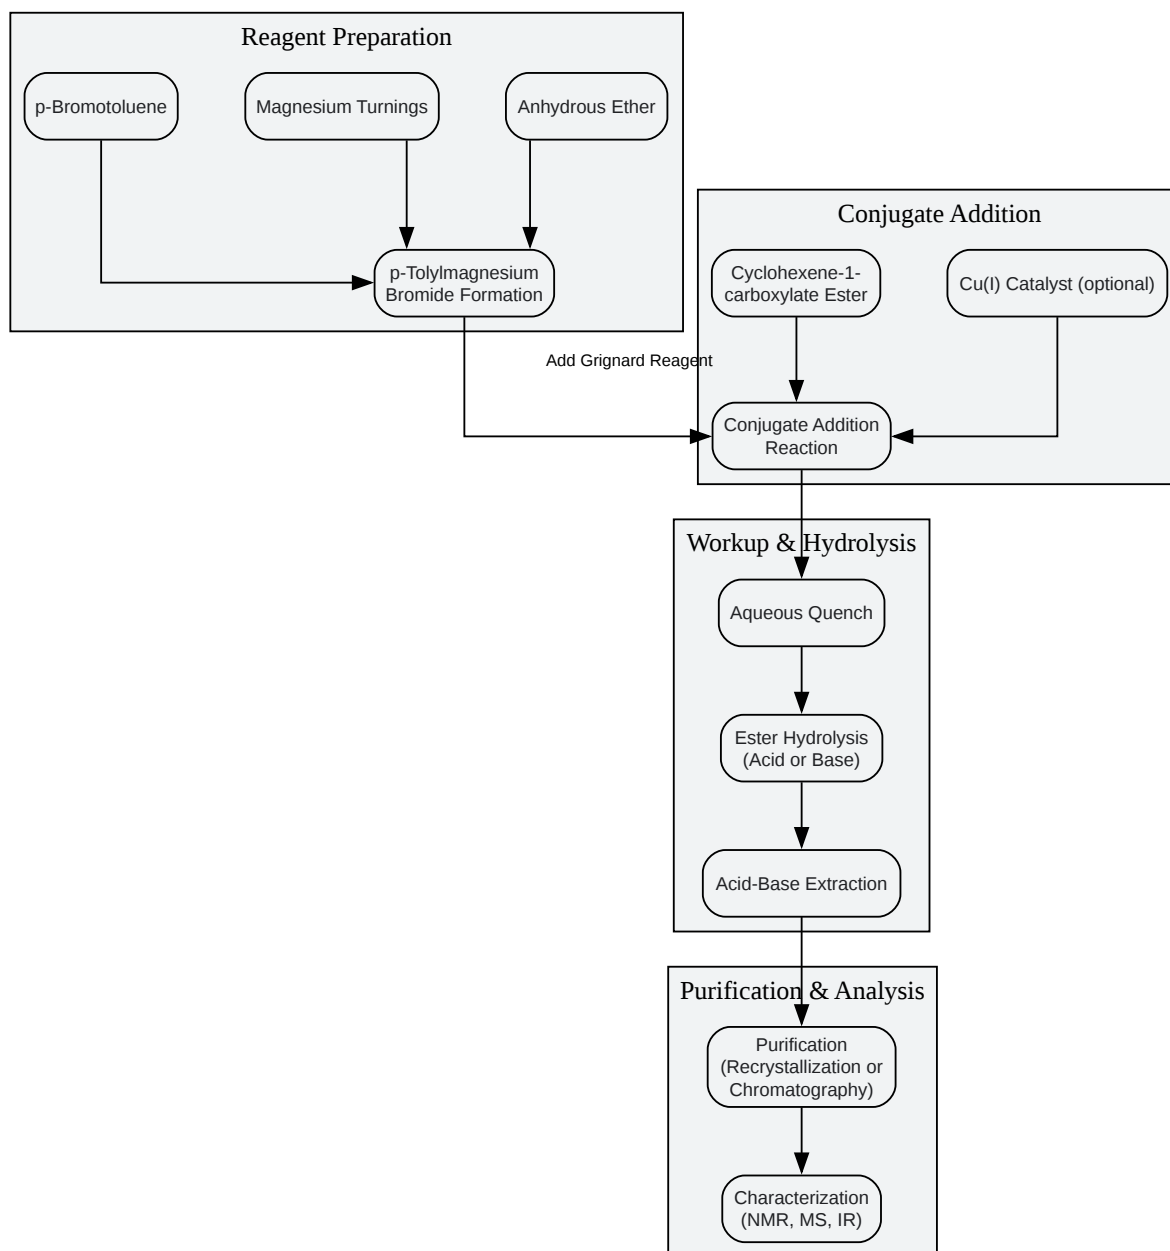 Reagent Preparation
p-Bromotoluene
Magnesium Turnings
Anhydrous Ether
p-Tolylmagnesium
Bromide Formation
Add Grignard Reagent
Conjugate Addition
Cyclohexene-1-
carboxylate Ester
Cu(I) Catalyst (optional)
Conjugate Addition
Reaction
Workup & Hydrolysis
Aqueous Quench
Ester Hydrolysis
(Acid or Base)
Acid-Base Extraction
Purification & Analysis
Purification
(Recrystallization or
Chromatography)
Characterization
(NMR, MS, IR)